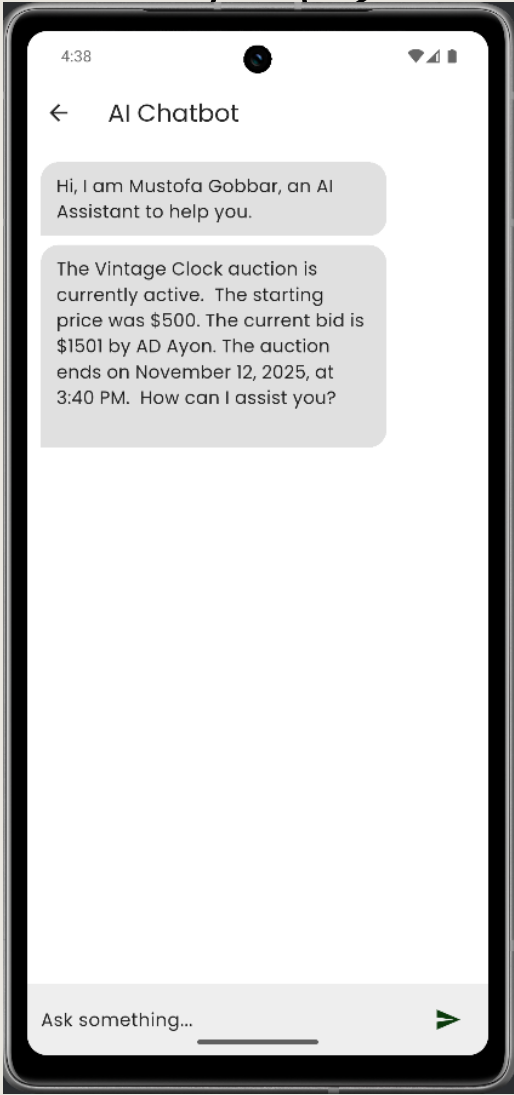 4:38
AI Chatbot
Hi, I am Mustofa Gobbar, an AI
Assistant to help you.
The Vintage Clock auction is
currently active.  The starting
price was $500. The current bid is
$1501 by AD Ayon. The auction
ends on November 12, 2025, at
3:40 PM.  How can I assist you?
Ask something...